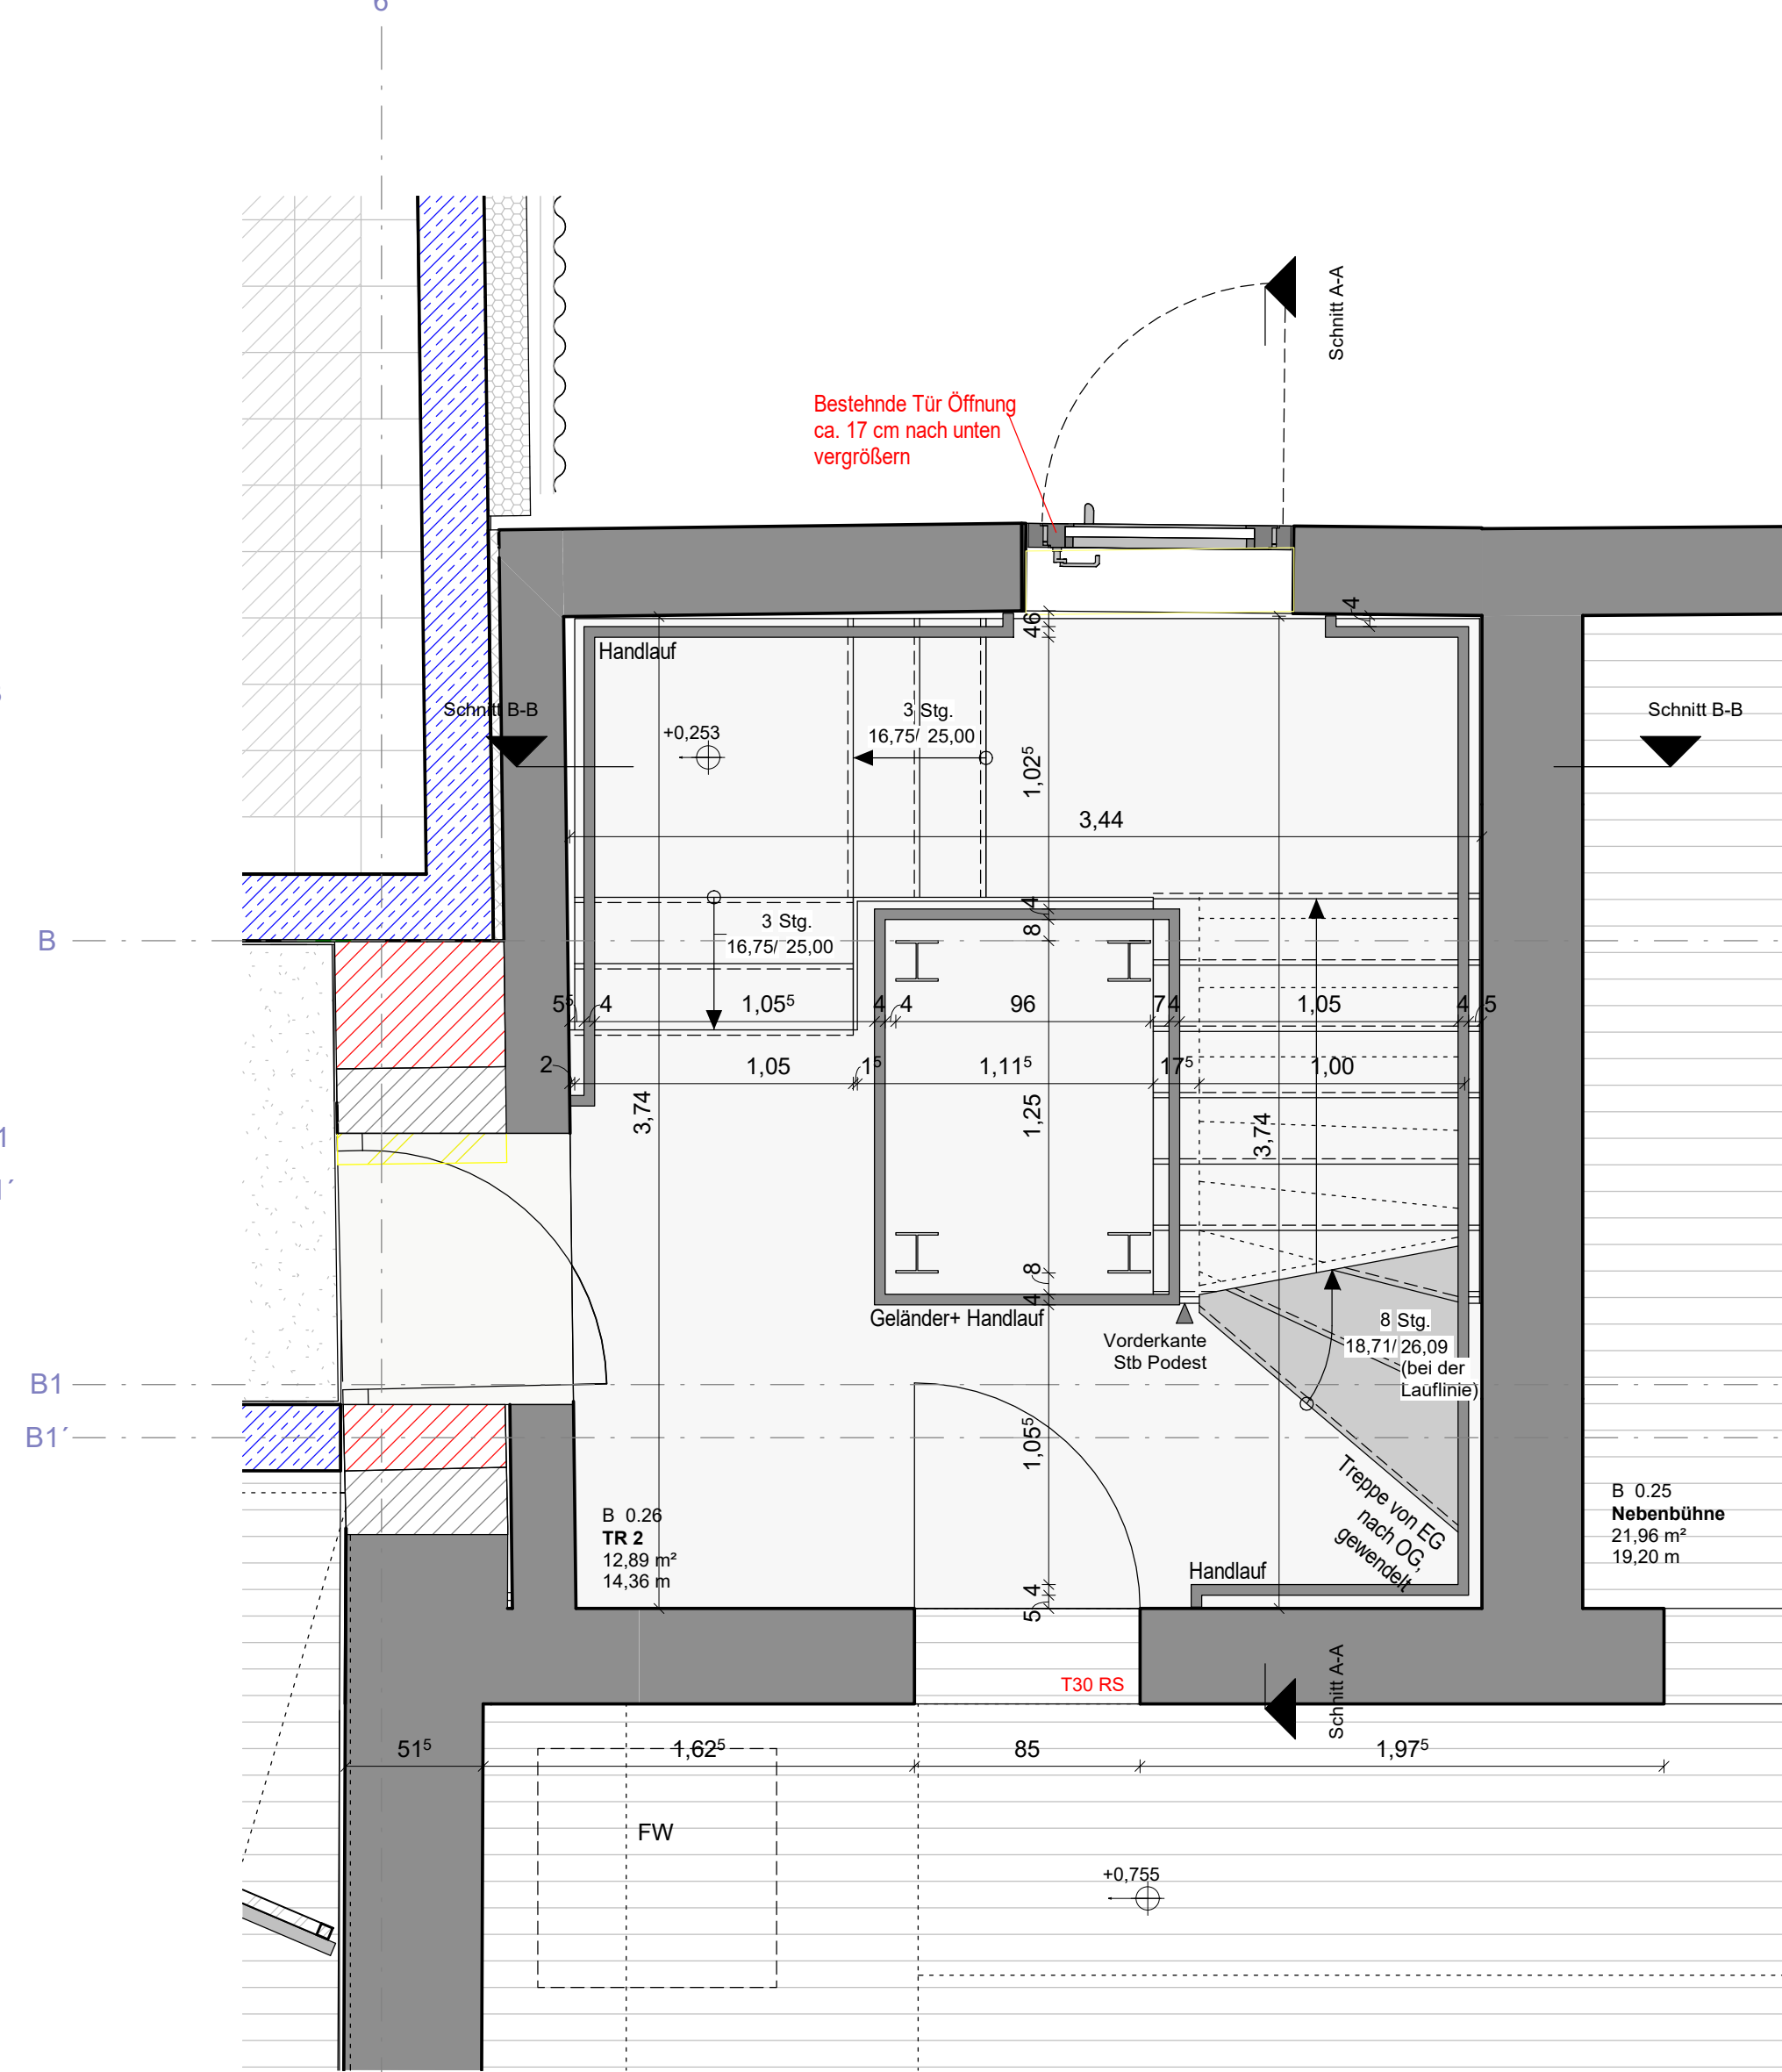 6
Schnitt A-A
Bestehnde Tür Öffnung
ca. 17 cm nach unten
vergrößern
4
46
Handlauf
Schnitt B-B
3 Stg.
16,75/ 25,00
Schnitt B-B
+0,253
1,02⁵
3,44
4
3 Stg.
16,75/ 25,00
8
B
5⁵
4
1,05⁵
4
4
96
74
1,05
4
5
2
1,05
1⁵
1,11⁵
17⁵
1,00
3,74
1,25
3,74
1
8
4
Geländer+ Handlauf
Vorderkante
Stb Podest
8 Stg.
18,71/ 26,09
(bei der
Lauflinie)
B1
B1´
1,05⁵
Treppe von EG
nach OG,
gewendelt
B 0.26
TR 2
12,89 m²
14,36 m
B 0.25
Nebenbühne
21,96 m²
19,20 m
Handlauf
4
5
T30 RS
Schnitt A-A
51⁵
1,62⁵
85
1,97⁵
FW
+0,755